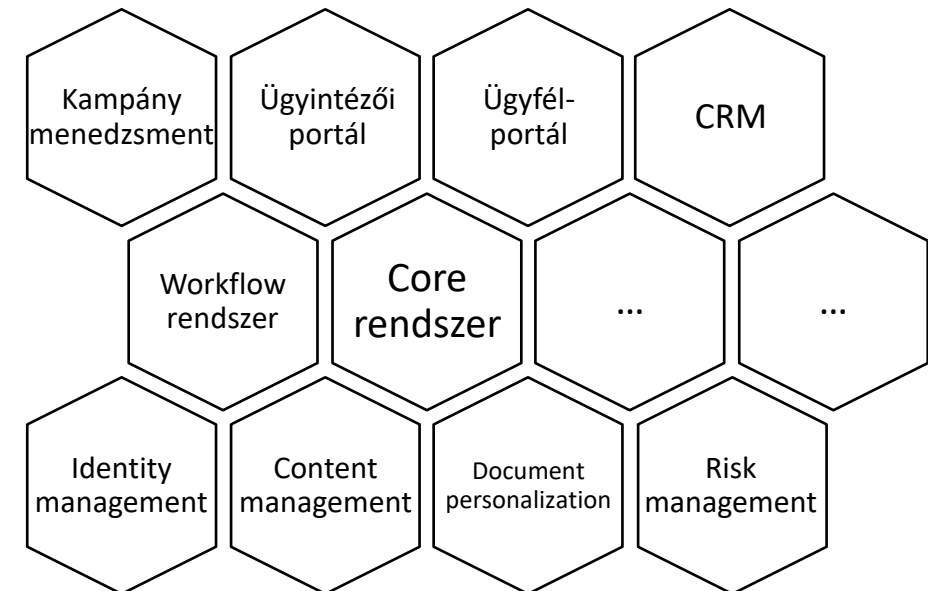 Kampány
menedzsment
Ügyintézői
portál
Ügyfél-
portál
CRM
Workflow
rendszer
Core
rendszer
...
...
Identity
management
Content
management
Document
personalization
Risk
management